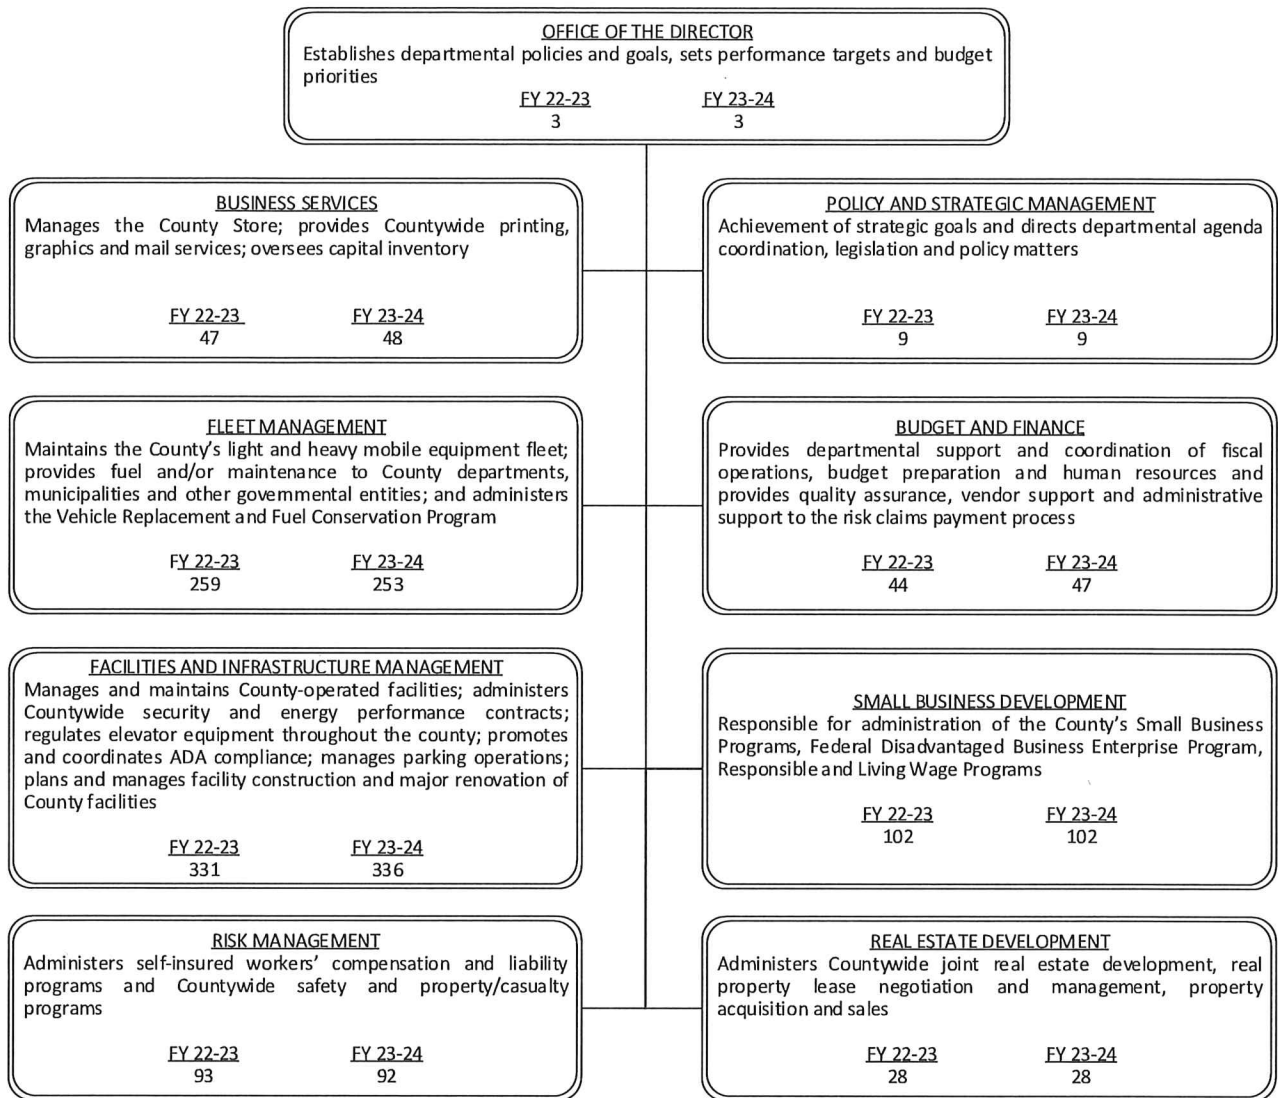 OFFICE OF THE DIRECTOR
Establishes departmental policies and goals, sets performance targets and budget
priorities
FY 22-23 FY 23-24
3 3
BUSINESS SERVICES
Manages the County Store; provides Countywide printing,
graphics and mail services; oversees capital inventory
FY 22-23 FY 23-24
47 48
POLICY AND STRATEGIC MANAGEMENT
Achievement of strategic goals and directs departmental agenda
coordination, legislation and policy matters
FY 22-23 FY 23-24
9 9
FLEET MANAGEMENT
Maintains the County's light and heavy mobile equipment fleet;
provides fuel and/or maintenance to County departments,
municipalities and other governmental entities; and administers
the Vehicle Replacement and Fuel Conservation Program
FY 22-23 FY 23-24
259 253
BUDGET AND FINANCE
Provides departmental support and coordination of fiscal
operations, budget preparation and human resources and
provides quality assurance, vendor support and administrative
support to the risk claims payment process
FY 22-23 FY 23-24
44 47
FACILITIES AND INFRASTRUCTURE MANAGEMENT
Manages and maintains County-operated facilities; administers
Countywide security and energy performance contracts;
regulates elevator equipment throughout the county; promotes
and coordinates ADA compliance; manages parking operations;
plans and manages facility construction and major renovation of
County facilities
FY 22-23 FY 23-24
331 336
SMALL BUSINESS DEVELOPMENT
Responsible for administration of the County's Small Business
Programs, Federal Disadvantaged Business Enterprise Program,
Responsible and Living Wage Programs
FY 22-23 FY 23-24
102 102
RISK MANAGEMENT
Administers self-insured workers' compensation and liability
programs and Countywide safety and property/casualty
programs
FY 22-23 FY 23-24
93 92
REAL ESTATE DEVELOPMENT
Administers Countywide joint real estate development, real
property lease negotiation and management, property
acquisition and sales
FY 22-23 FY 23-24
28 28